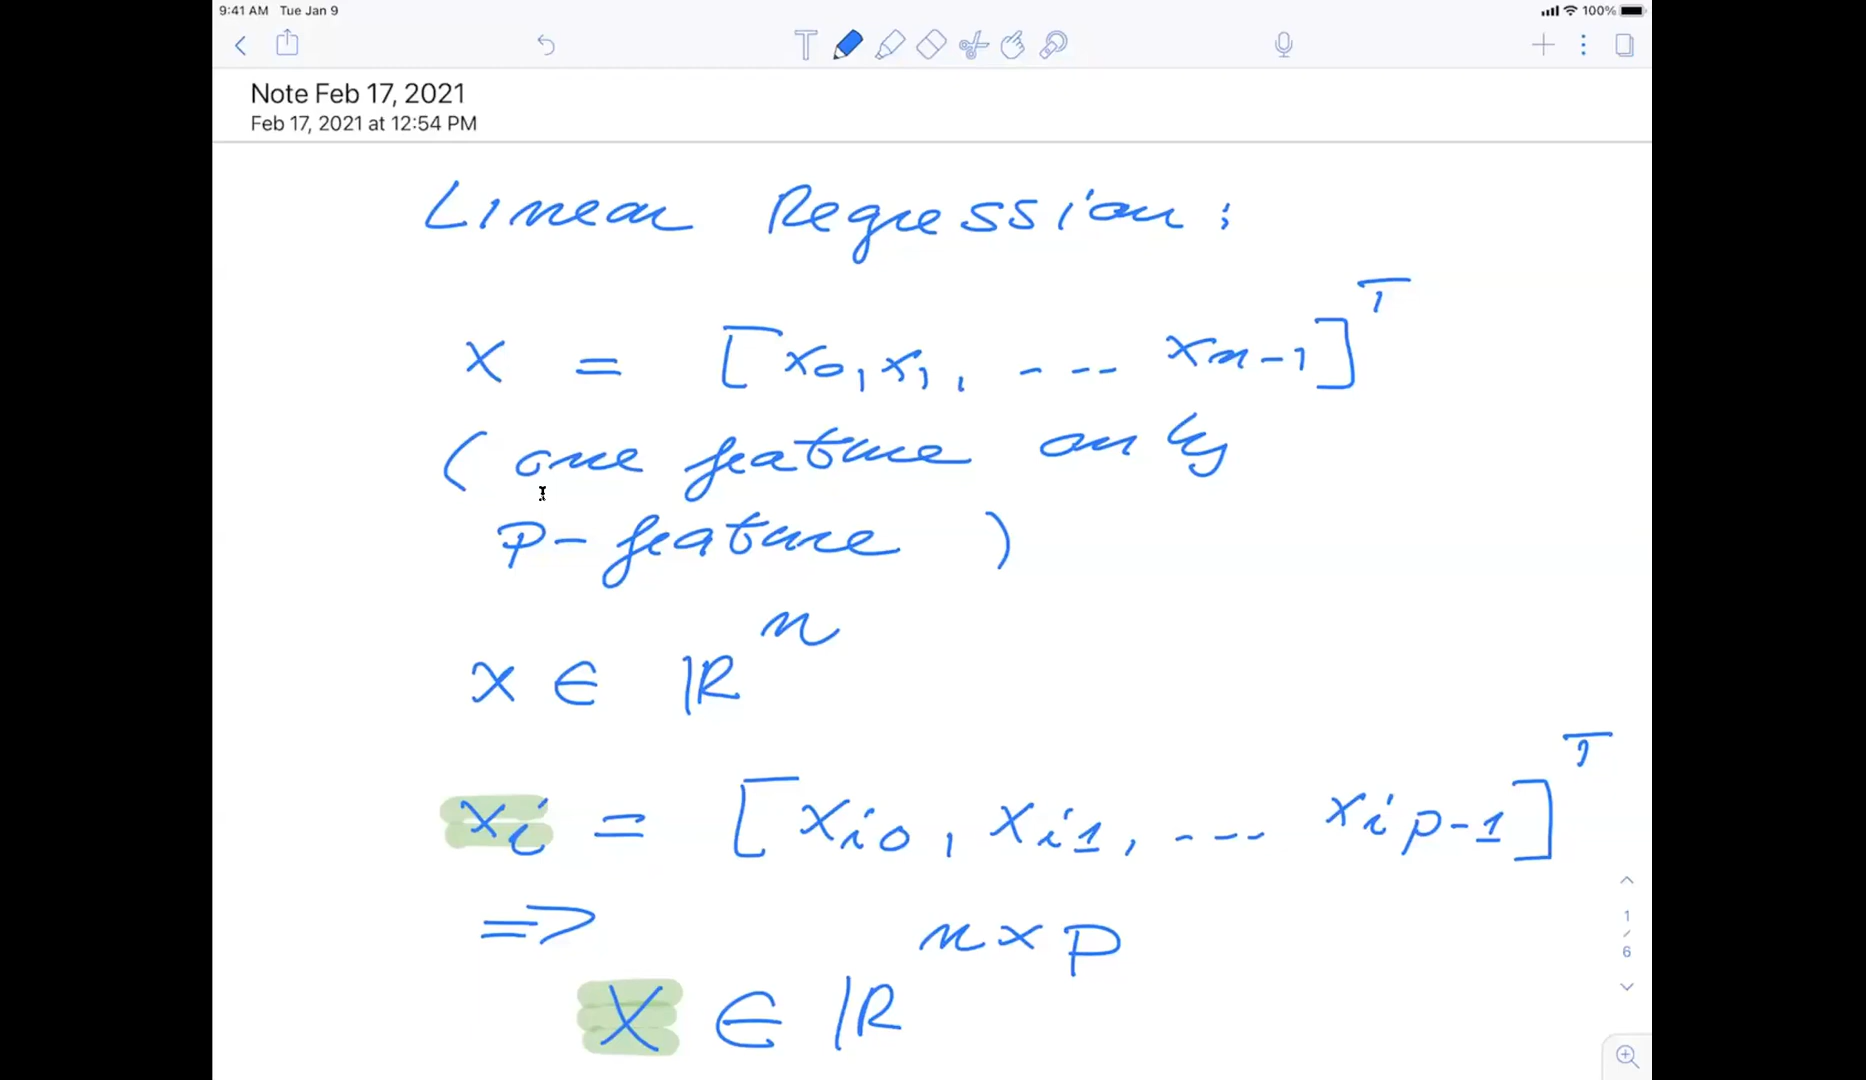 9:41 AM Tue Jan 9
100%
Note Feb 17, 2021
Feb 17, 2021 at 12:54 PM
Linear Regression:
x = [x₀, x₁, --- xₙ₋₁]ᵀ
(one feature only
p-feature )
x ∈ ℝⁿ
xᵢ = [xᵢ₀, xᵢ₁, --- xᵢₚ₋₁]ᵀ
=>
X ∈ ℝⁿˣᵖ
1
/
6